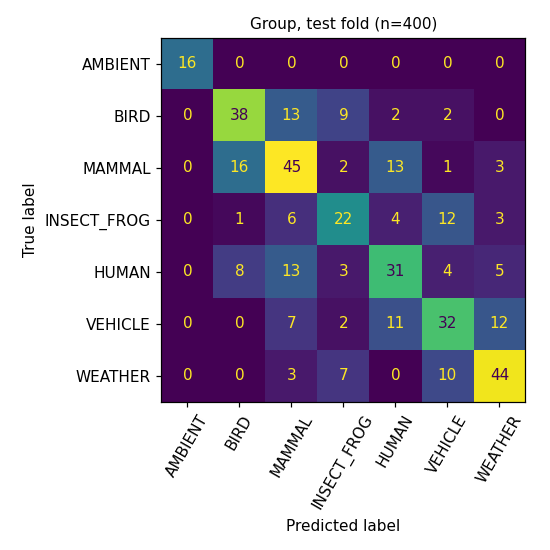 Group, test fold (n=400)
True label
AMBIENT 16 0 0 0 0 0 0
BIRD 0 38 13 9 2 2 0
MAMMAL 0 16 45 2 13 1 3
INSECT_FROG 0 1 6 22 4 12 3
HUMAN 0 8 13 3 31 4 5
VEHICLE 0 0 7 2 11 32 12
WEATHER 0 0 3 7 0 10 44
AMBIENT BIRD MAMMAL INSECT_FROG HUMAN VEHICLE WEATHER
Predicted label